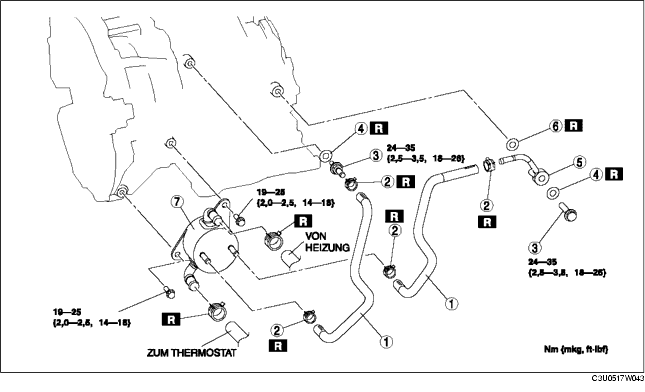 4 R
24—35
{2,5—3,5, 18—26}
3
2 R
6 R
5
4 R
7
19—25
{2,0—2,5, 14—18}
R
VON
HEIZUNG
R
2
2
R
3
24—35
{2,5—3,5, 18—26}
19—25
{2,0—2,5, 14—18}
R
2
R
1
1
ZUM THERMOSTAT
Nm {mkg, ft·lbf}
C3U0517W043